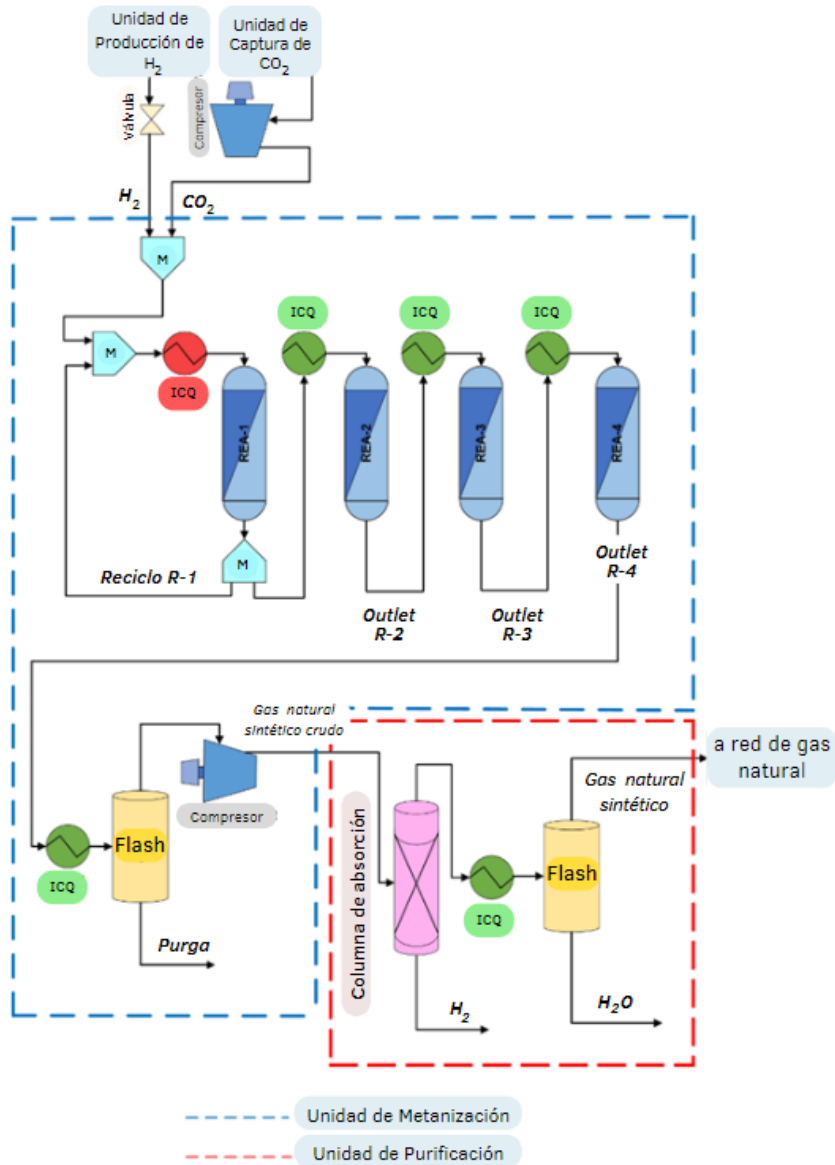 Unidad de
Producción de
H₂
Unidad de
Captura de
CO₂
Válvula
Compresor
H₂
CO₂
M
M
ICQ
ICQ
ICQ
ICQ
REA-1
REA-2
REA-3
REA-4
M
Reciclo R-1
Outlet
R-2
Outlet
R-3
Outlet
R-4
Gas natural
sintético crudo
Compresor
Flash
ICQ
Purga
Columna de absorción
H₂
ICQ
Flash
Gas natural
sintético
H₂O
a red de gas
natural
Unidad de Metanización
Unidad de Purificación